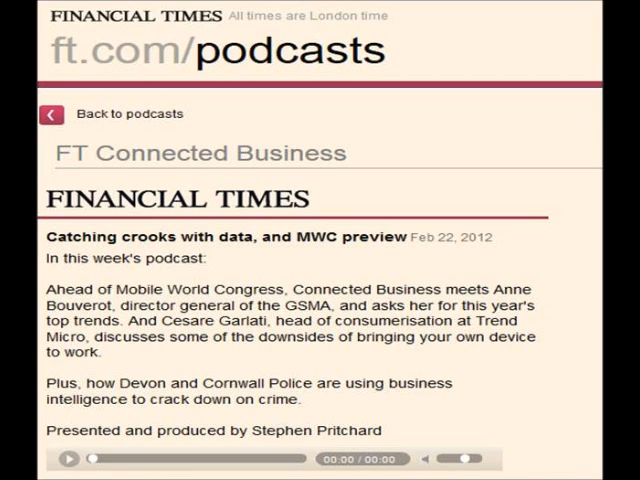 FINANCIAL TIMES All times are London time
ft.com/podcasts
Back to podcasts
FT Connected Business
FINANCIAL TIMES
Catching crooks with data, and MWC preview Feb 22, 2012
In this week's podcast:
Ahead of Mobile World Congress, Connected Business meets Anne
Bouverot, director general of the GSMA, and asks her for this year's
top trends. And Cesare Garlati, head of consumerisation at Trend
Micro, discusses some of the downsides of bringing your own device
to work.
Plus, how Devon and Cornwall Police are using business
intelligence to crack down on crime.
Presented and produced by Stephen Pritchard
00:00 / 00:00